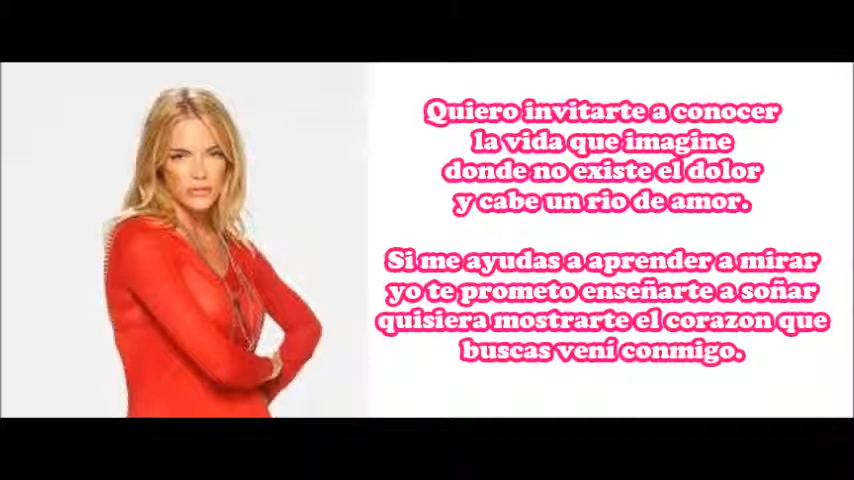 Quiero invitarte a conocer
la vida que imagine
donde no existe el dolor
y cabe un rio de amor.
Si me ayudas a aprender a mirar
yo te prometo enseñarte a soñar
quisiera mostrarte el corazon que
buscas vení conmigo.